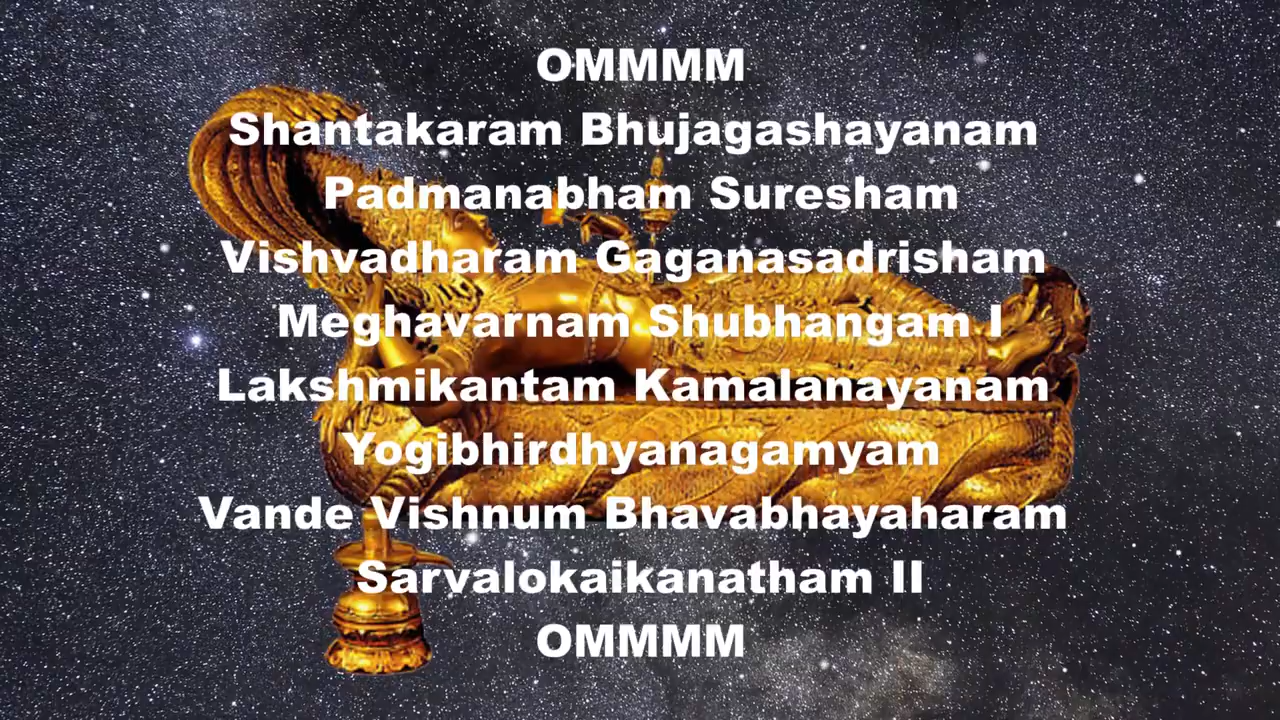 OMMMM
Shantakaram Bhujagashayanam
Padmanabham Suresham
Vishvadharam Gaganasadrisham
Meghavarnam Shubhangam I
Lakshmikantam Kamalanayanam
Yogibhirdhyanagamyam
Vande Vishnum Bhavabhayaharam
Sarvalokaikanatham II
OMMMM